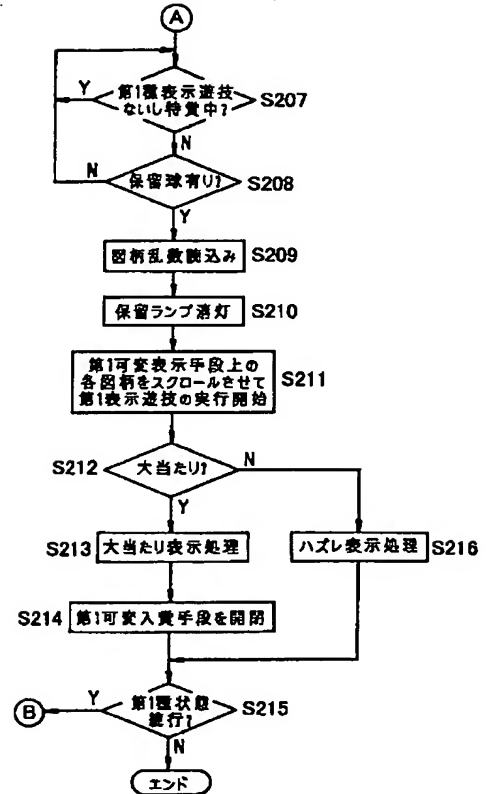 A
第1種表示遊技
ないし特賞中?
Y
S207
N
N
保留球有り?
S208
Y
図柄乱数読込み
S209
保留ランプ消灯
S210
第1可変表示手段上の
各図柄をスクロールさせて
第1表示遊技の実行開始
S211
S212
大当たり?
N
Y
S213
大当たり表示処理
ハズレ表示処理
S216
S214
第1可変入賞手段を開閉
B
Y
第1種状態
続行?
S215
N
エンド